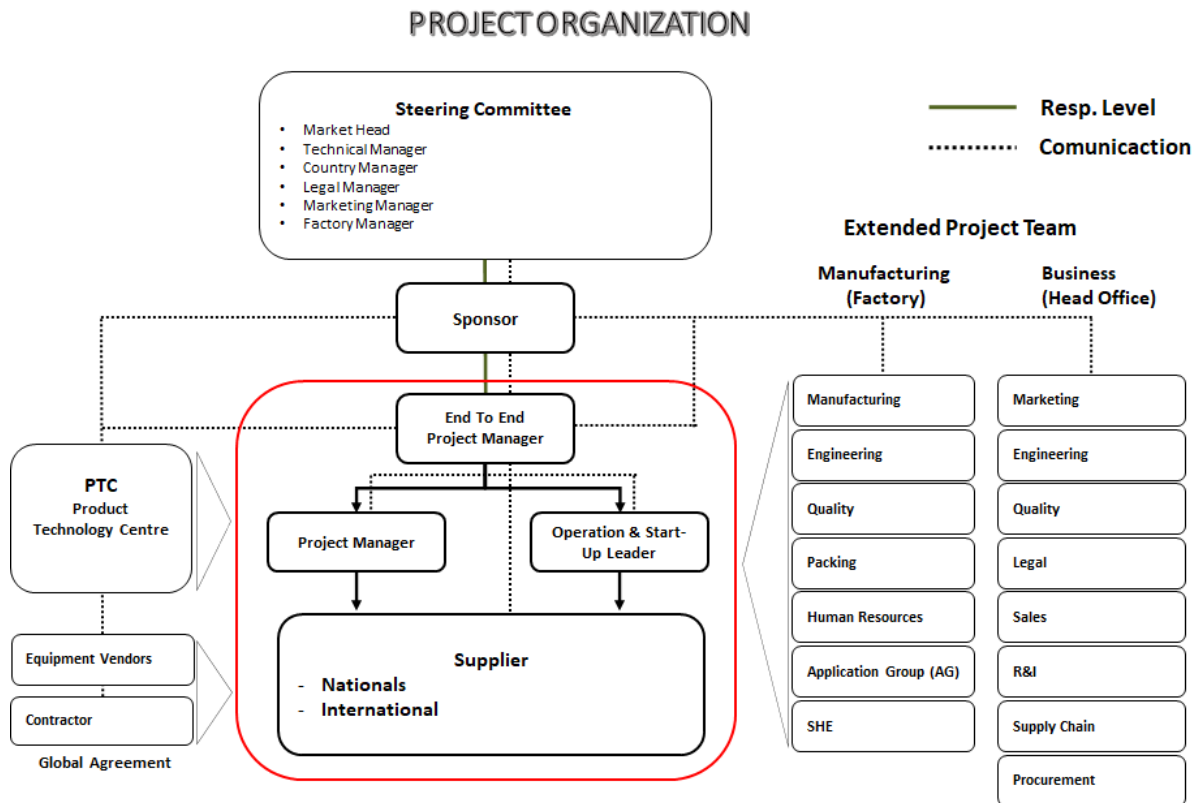 PROJECT ORGANIZATION
Steering Committee
• Market Head
• Technical Manager
• Country Manager
• Legal Manager
• Marketing Manager
• Factory Manager
Resp. Level
Comunicaction
Extended Project Team
Manufacturing
(Factory)
Business
(Head Office)
Sponsor
End To End
Project Manager
Project Manager
Operation & Start-
Up Leader
Supplier
- Nationals
- International
PTC
Product
Technology Centre
Equipment Vendors
Contractor
Global Agreement
Manufacturing
Engineering
Quality
Packing
Human Resources
Application Group (AG)
SHE
Marketing
Engineering
Quality
Legal
Sales
R&I
Supply Chain
Procurement